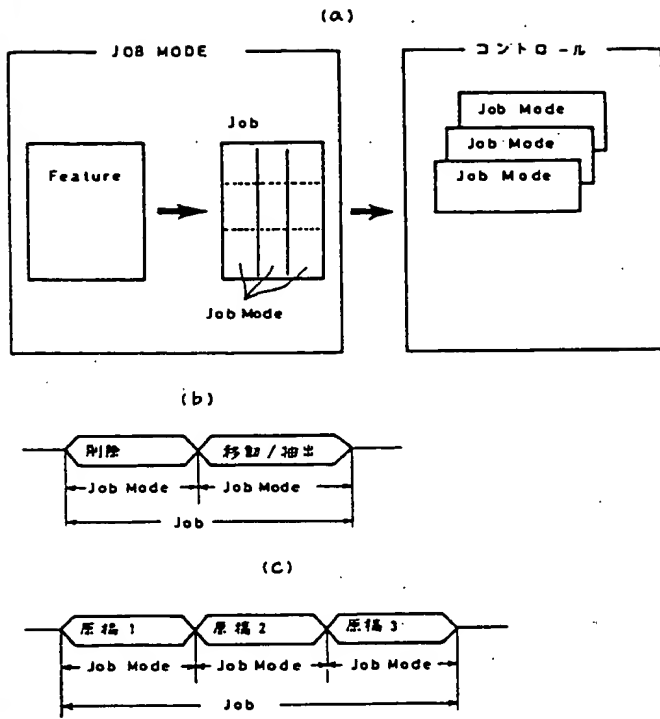 (a)
JOB MODE
コントロール
Feature
Job
Job Mode
Job Mode
Job Mode
Job Mode
(b)
削除
移動/抽出
Job Mode
Job Mode
Job
(c)
原稿1
原稿2
原稿3
Job Mode
Job Mode
Job Mode
Job